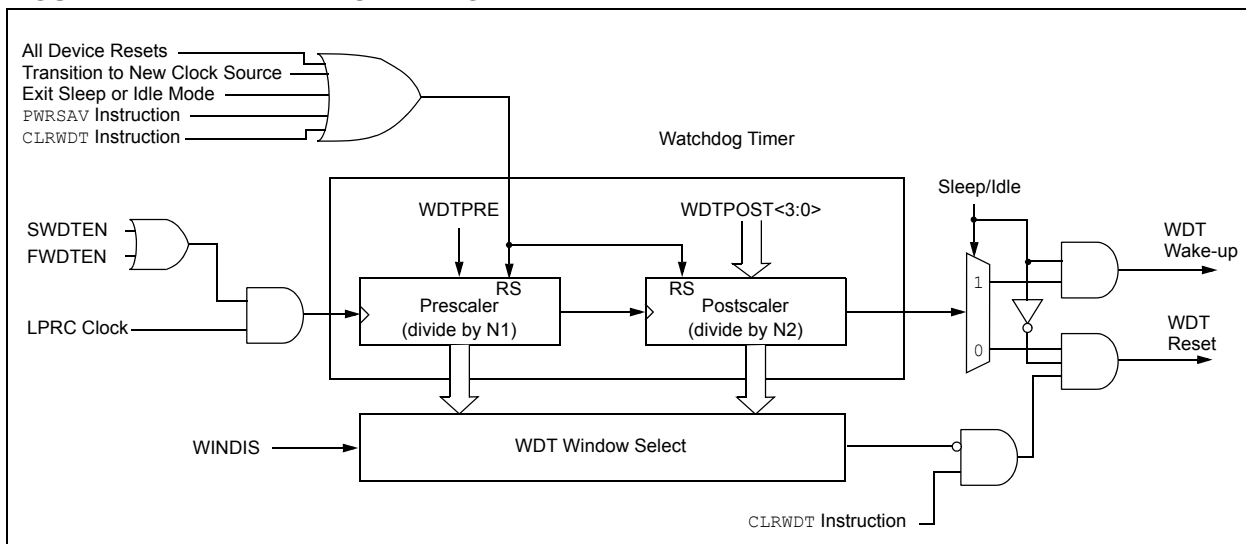 All Device Resets
Transition to New Clock Source
Exit Sleep or Idle Mode
PWRSAV Instruction
CLRWDT Instruction
Watchdog Timer
Sleep/Idle
WDTPRE
WDTPOST<3:0>
SWDTEN
FWDTEN
WDT
Wake-up
RS
RS
1
Prescaler
(divide by N1)
Postscaler
(divide by N2)
LPRC Clock
WDT
Reset
0
WINDIS
WDT Window Select
CLRWDT Instruction